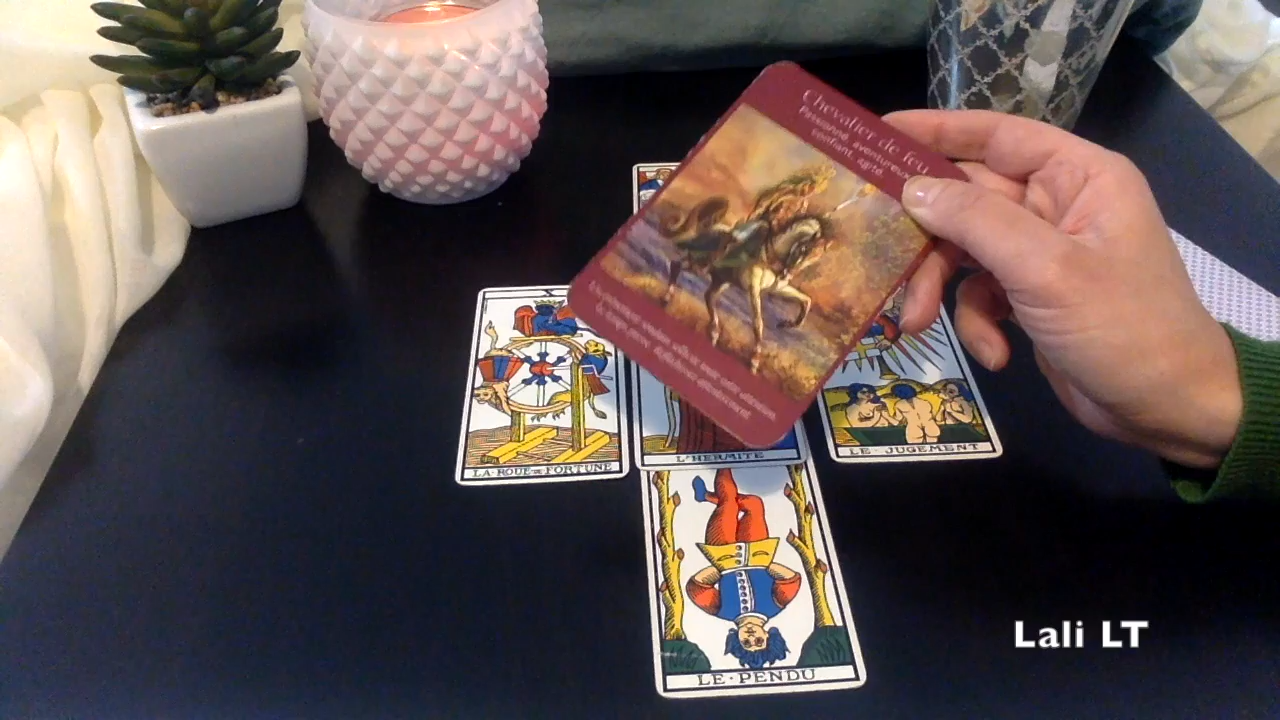 Chevalier de feu
Passionné, aventureux,
confiant, agité
X
LA·ROUE DE FORTUNE
L'HERMITE
LE JUGEMENT
LE·PENDU
Lali LT